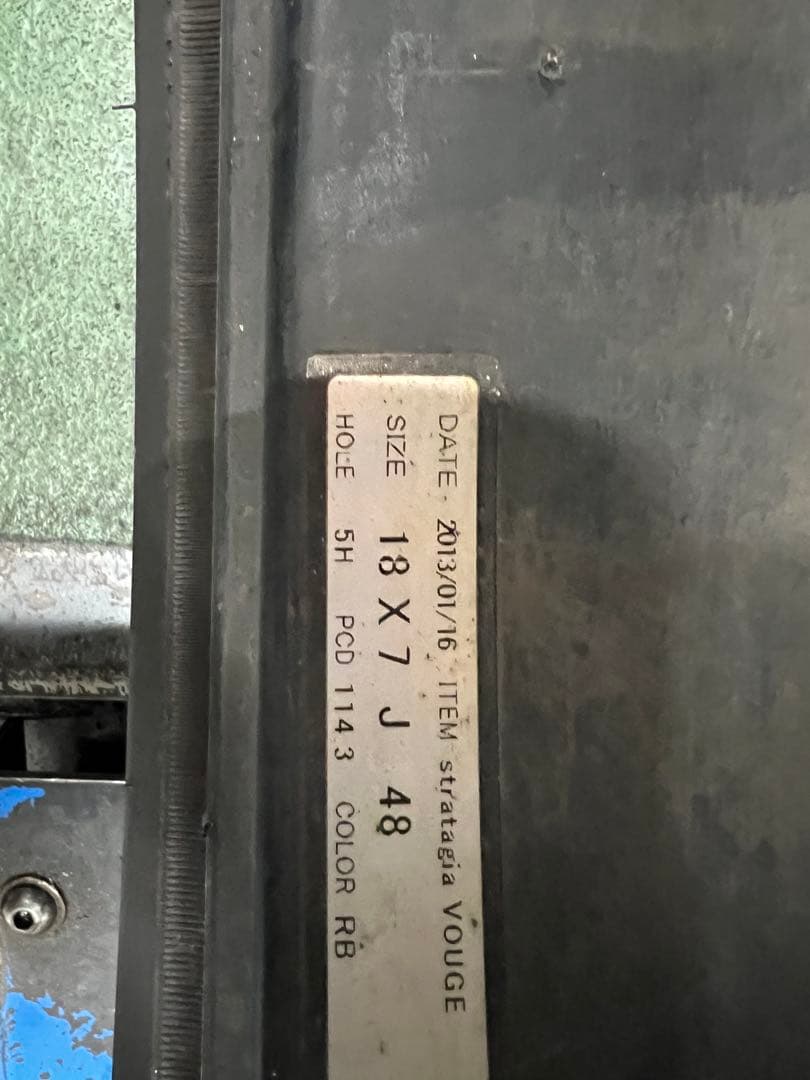 DATE. 2013/01/16 ITEM stratagia VOUGE
SIZE 18 X 7 J 48
HOLE 5H PCD 114.3 COLOR RB